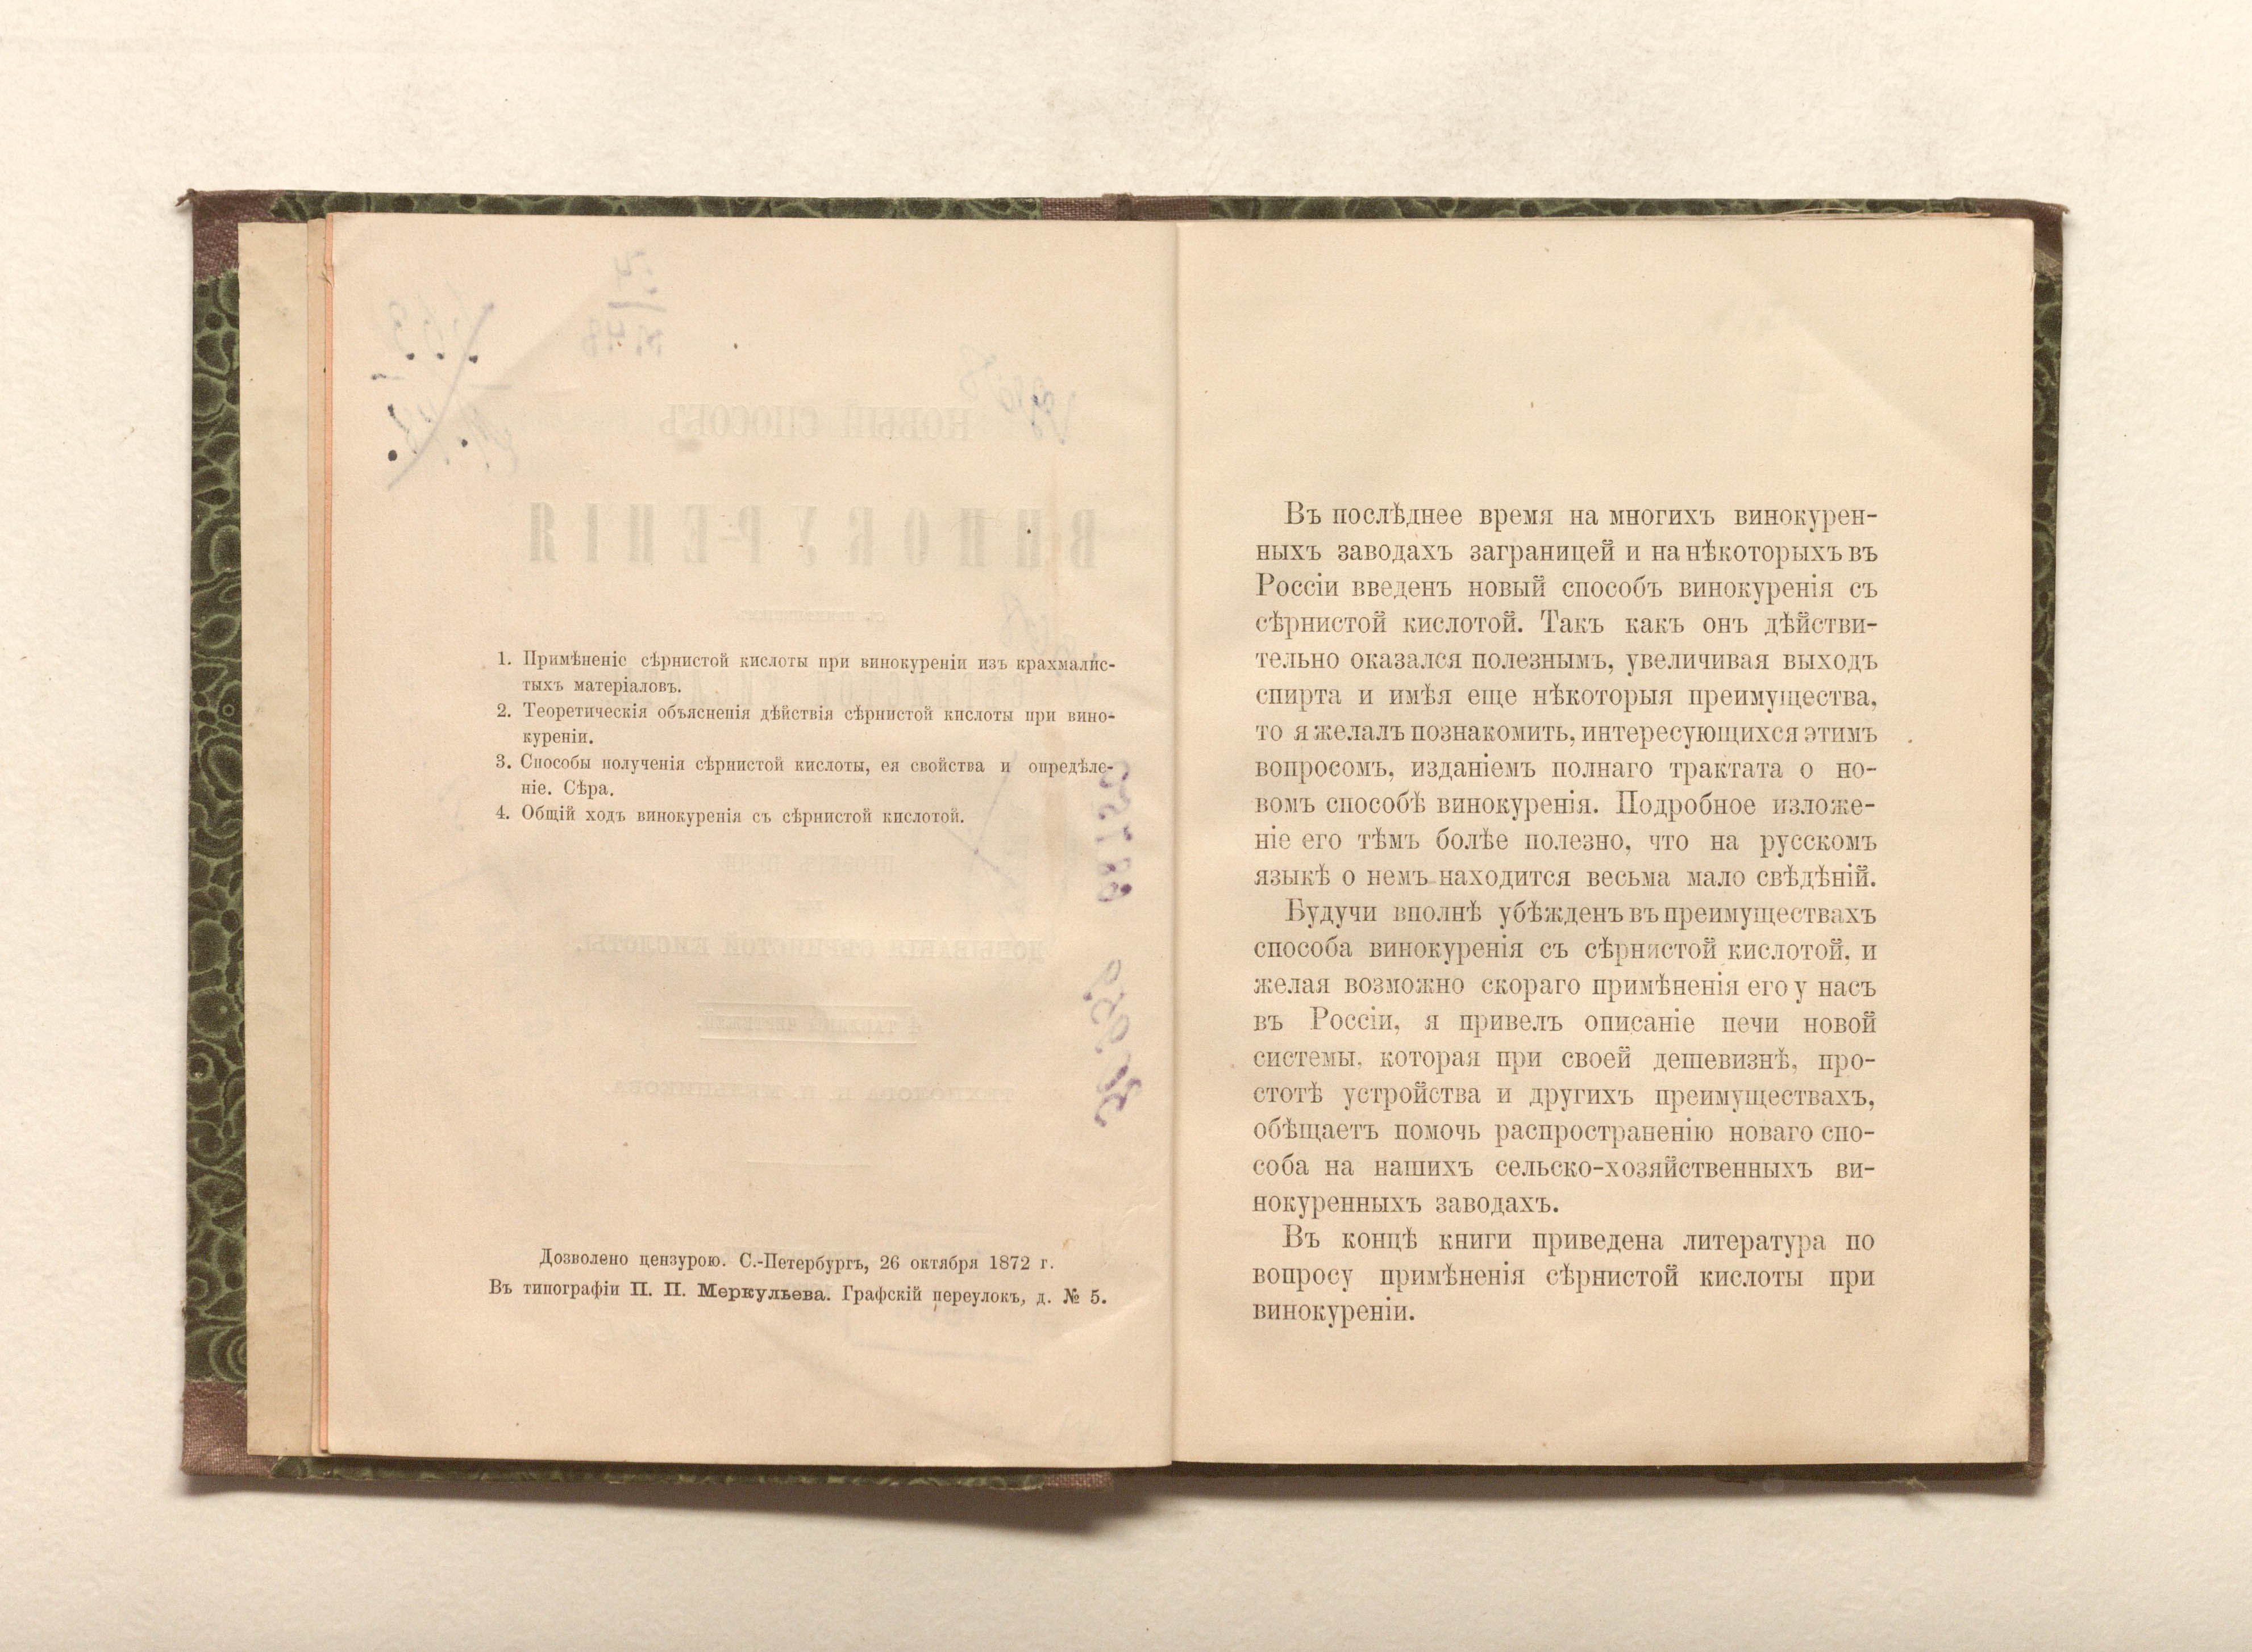 1. Примѣненіе сѣрнистой кислоты при винокуреніи изъ крахмалис-
тыхъ матеріаловъ.
2. Теоретическія объясненія дѣйствія сѣрнистой кислоты при вино-
куреніи.
3. Способы полученія сѣрнистой кислоты, ея свойства и опредѣле-
ніе. Сѣра.
4. Общій ходъ винокуренія съ сѣрнистой кислотой.
Дозволено цензурою. С.-Петербургъ, 26 октября 1872 г.
Въ типографіи П. П. Меркульева. Графскій переулокъ, д. № 5.
Въ послѣднее время на многихъ винокурен-
ныхъ заводахъ заграницей и на нѣкоторыхъ въ
Россіи введенъ новый способъ винокуренія съ
сѣрнистой кислотой. Такъ какъ онъ дѣйстви-
тельно оказался полезнымъ, увеличивая выходъ
спирта и имѣя еще нѣкоторыя преимущества,
то я желалъ познакомить, интересующихся этимъ
вопросомъ, изданіемъ полнаго трактата о но-
вомъ способѣ винокуренія. Подробное изложе-
ніе его тѣмъ болѣе полезно, что на русскомъ
языкѣ о немъ находится весьма мало свѣдѣній.
Будучи вполнѣ убѣжденъ въ преимуществахъ
способа винокуренія съ сѣрнистой кислотой, и
желая возможно скораго примѣненія его у насъ
въ Россіи, я привелъ описаніе печи новой
системы, которая при своей дешевизнѣ, про-
стотѣ устройства и другихъ преимуществахъ,
обѣщаетъ помочь распространенію новаго спо-
соба на нашихъ сельско-хозяйственныхъ ви-
нокуренныхъ заводахъ.
Въ концѣ книги приведена литература по
вопросу примѣненія сѣрнистой кислоты при
винокуреніи.